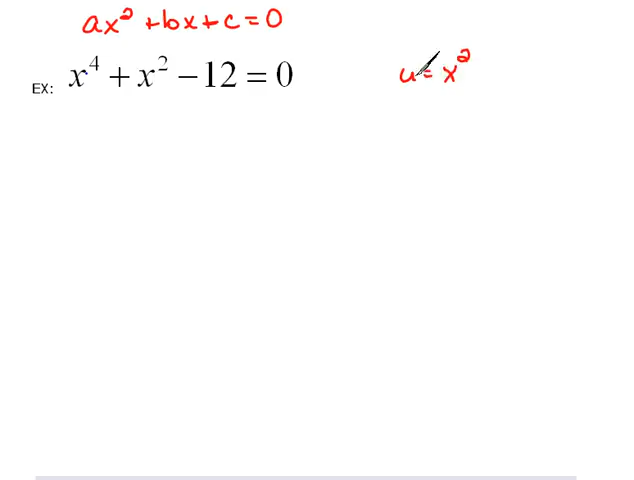 ax² + bx + c = 0
EX: x⁴ + x² − 12 = 0
u = x²